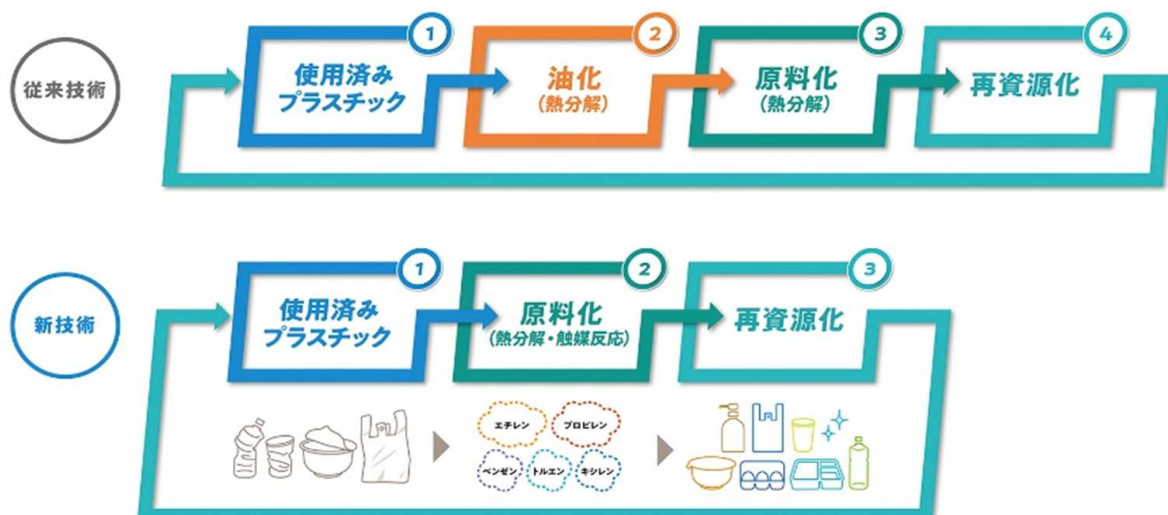 従来技術
1
使用済み
プラスチック
2
油化
(熱分解)
3
原料化
(熱分解)
4
再資源化
新技術
1
使用済み
プラスチック
2
原料化
(熱分解・触媒反応)
3
再資源化
エチレン
プロピレン
ベンゼン
トルエン
キシレン